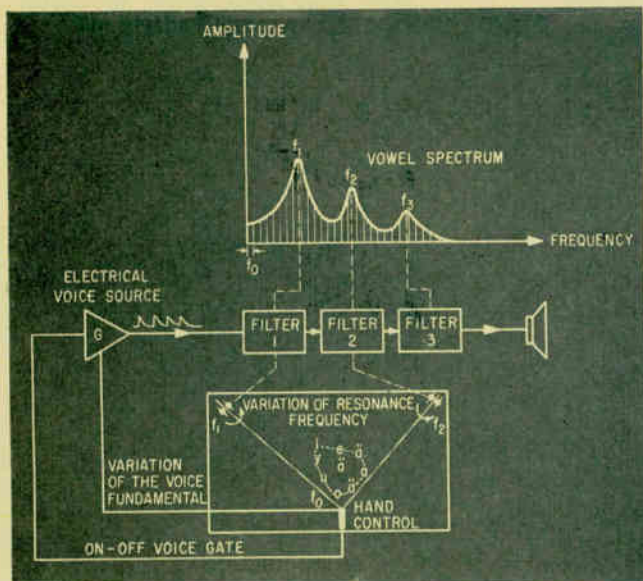 AMPLITUDE
f1
f2
f3
VOWEL SPECTRUM
FREQUENCY
f0
ELECTRICAL
VOICE SOURCE
G
FILTER
1
FILTER
2
FILTER
3
VARIATION OF RESONANCE
FREQUENCY
f1
f2
i e ä
y ö
u a
o å
f0
VARIATION
OF THE VOICE
FUNDAMENTAL
HAND
CONTROL
ON-OFF VOICE GATE